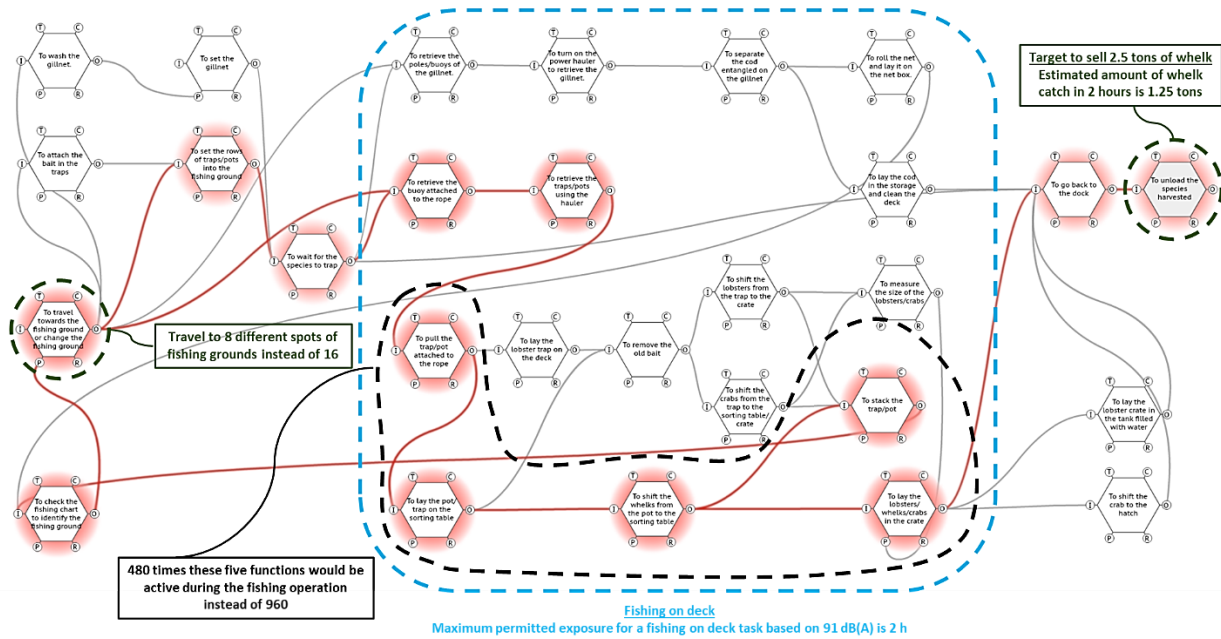 To wash the
gillnet.
To set the
gillnet
To retrieve the
poles/buoys of
the gillnet.
To turn on the
power hauler
to retrieve the
gillnet.
To separate
the cod
entangled on
the gillnet
To roll the net
and lay it on
the net box.
Target to sell 2.5 tons of whelk
Estimated amount of whelk
catch in 2 hours is 1.25 tons
To attach the
bait in the
traps
To set the rows
of traps/pots
into the
fishing ground
To retrieve the
buoy attached
to the rope
To retrieve the
traps/pots
using the
hauler
To lay the cod
in the storage
and clean the
deck
To go back to
the dock
To unload the
species
harvested
To wait for the
species to trap
To travel
towards the
fishing ground
or change the
fishing ground
Travel to 8 different spots of
fishing grounds instead of 16
To pull the
trap/pot
attached to
the rope
To lay the
lobster trap on
the deck
To remove the
old bait
To shift the
lobsters from
the trap to the
crate
To measure
the size of the
lobsters/crabs
To shift the
crabs from the
trap to the
sorting table/
crate
To stack the
trap/pot
To lay the
lobster crate in
the tank filled
with water
To check the
fishing chart
to identify the
fishing ground
To lay the pot/
trap on the
sorting table
To shift the
whelks from
the pot to the
sorting table
To lay the
lobsters/
whelks/crabs
in the crate
To shift the
crab to the
hatch
480 times these five functions would be
active during the fishing operation
instead of 960
Fishing on deck
Maximum permitted exposure for a fishing on deck task based on 91 dB(A) is 2 h